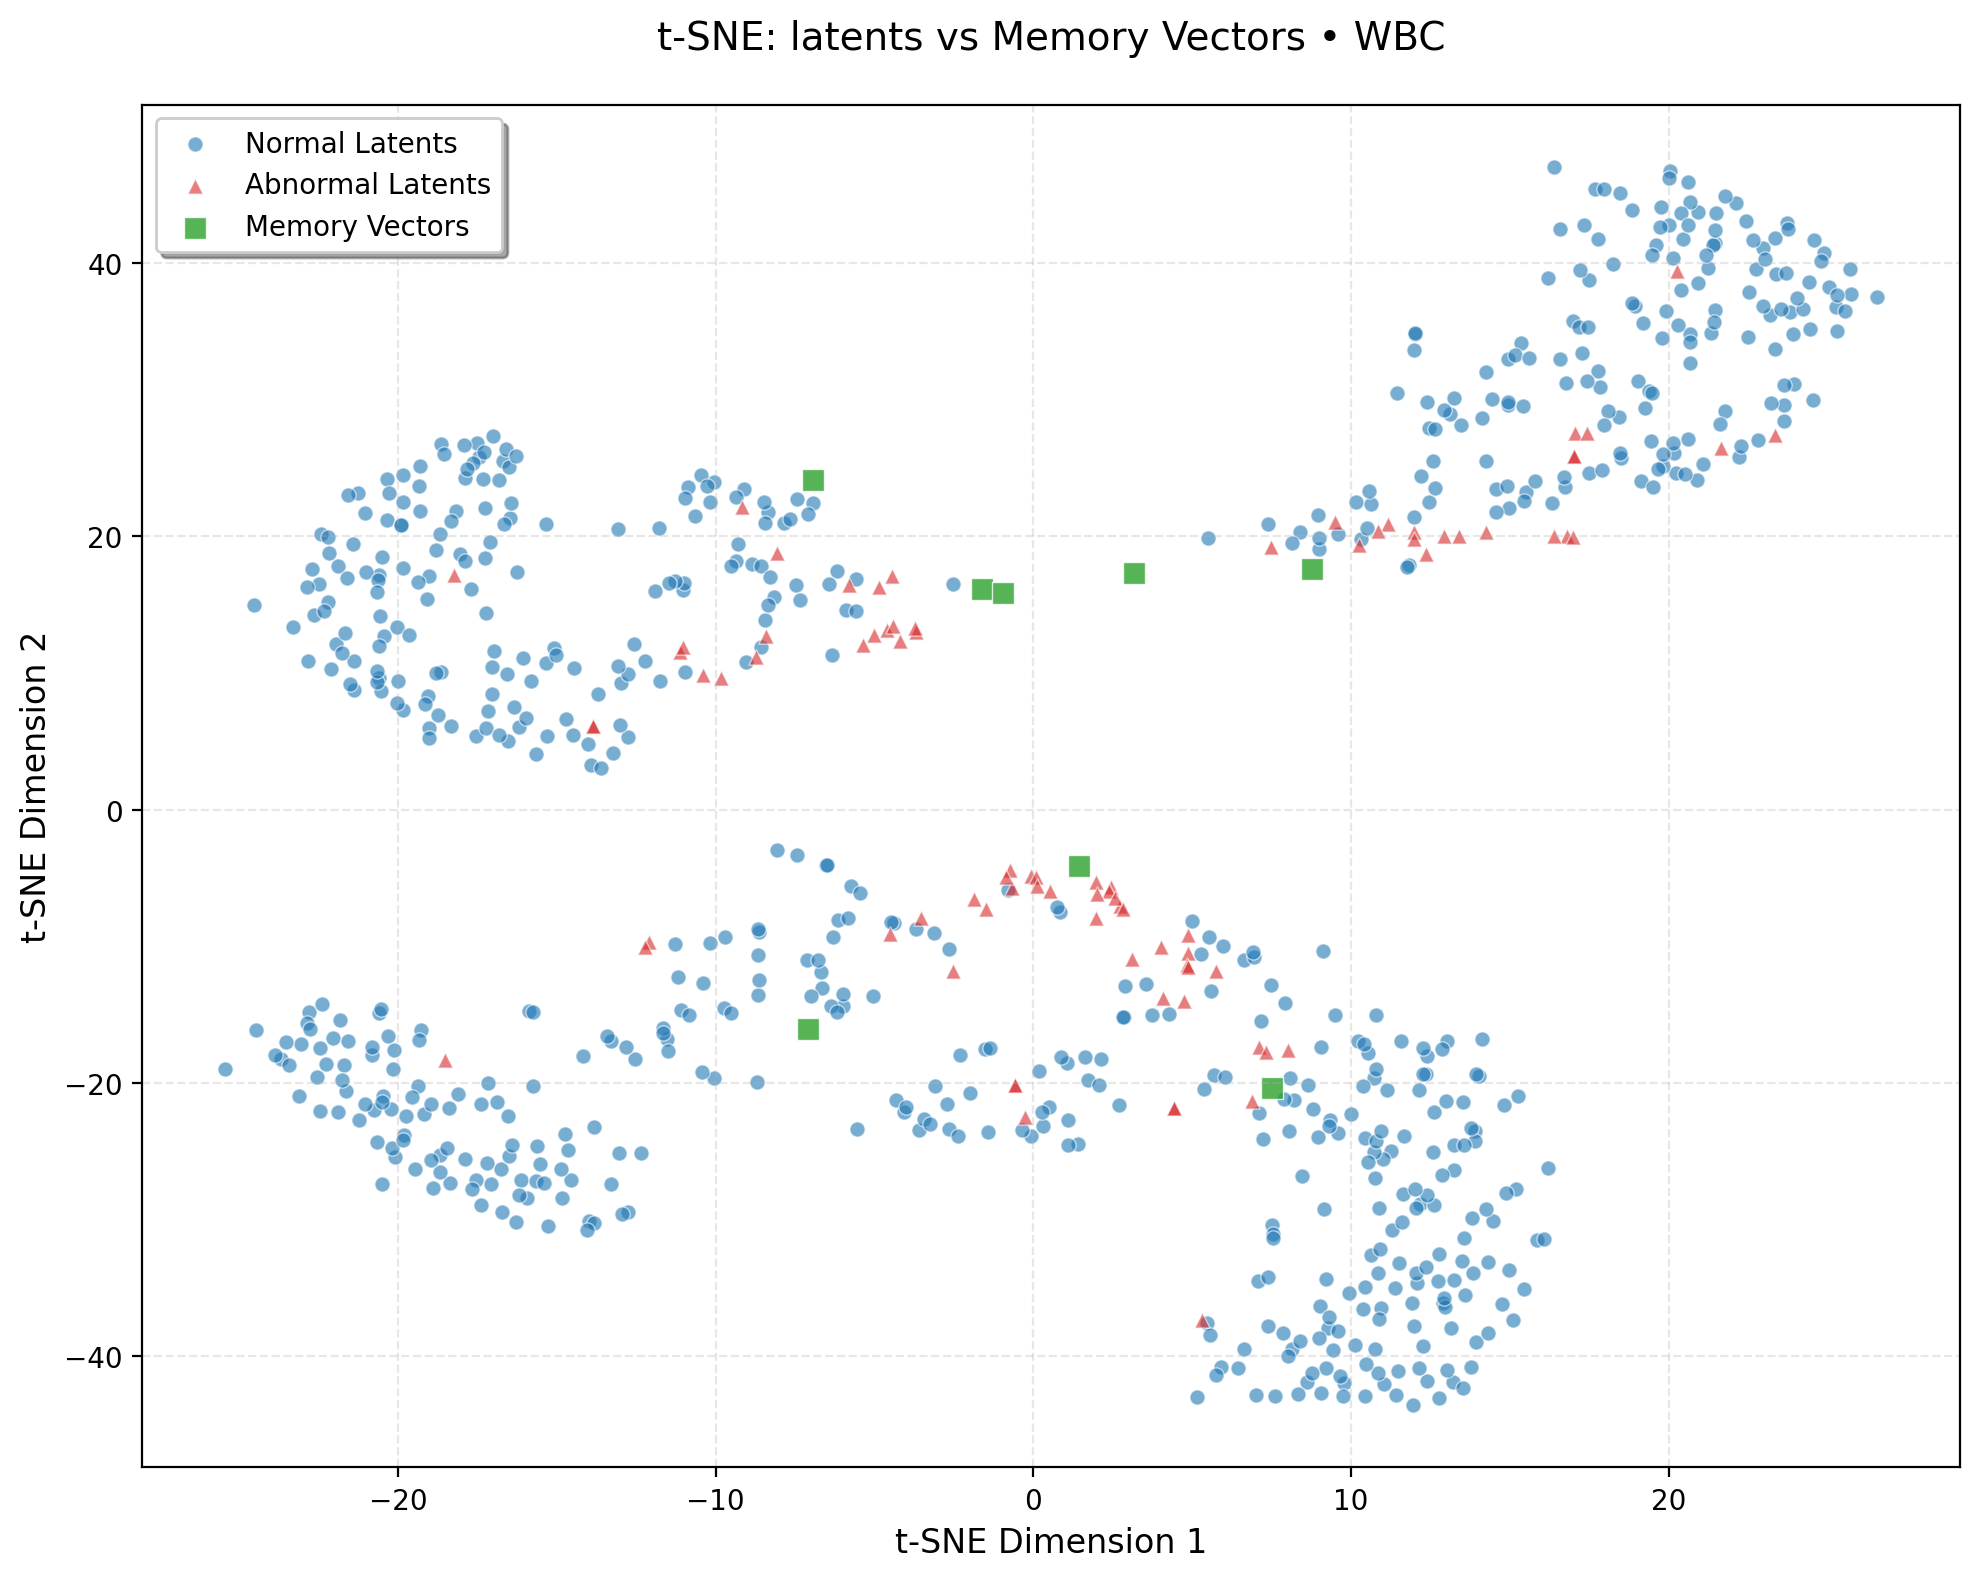 t-SNE: latents vs Memory Vectors • WBC
Normal Latents
Abnormal Latents
Memory Vectors
t-SNE Dimension 2
40
20
0
−20
−40
−20
−10
0
10
20
t-SNE Dimension 1